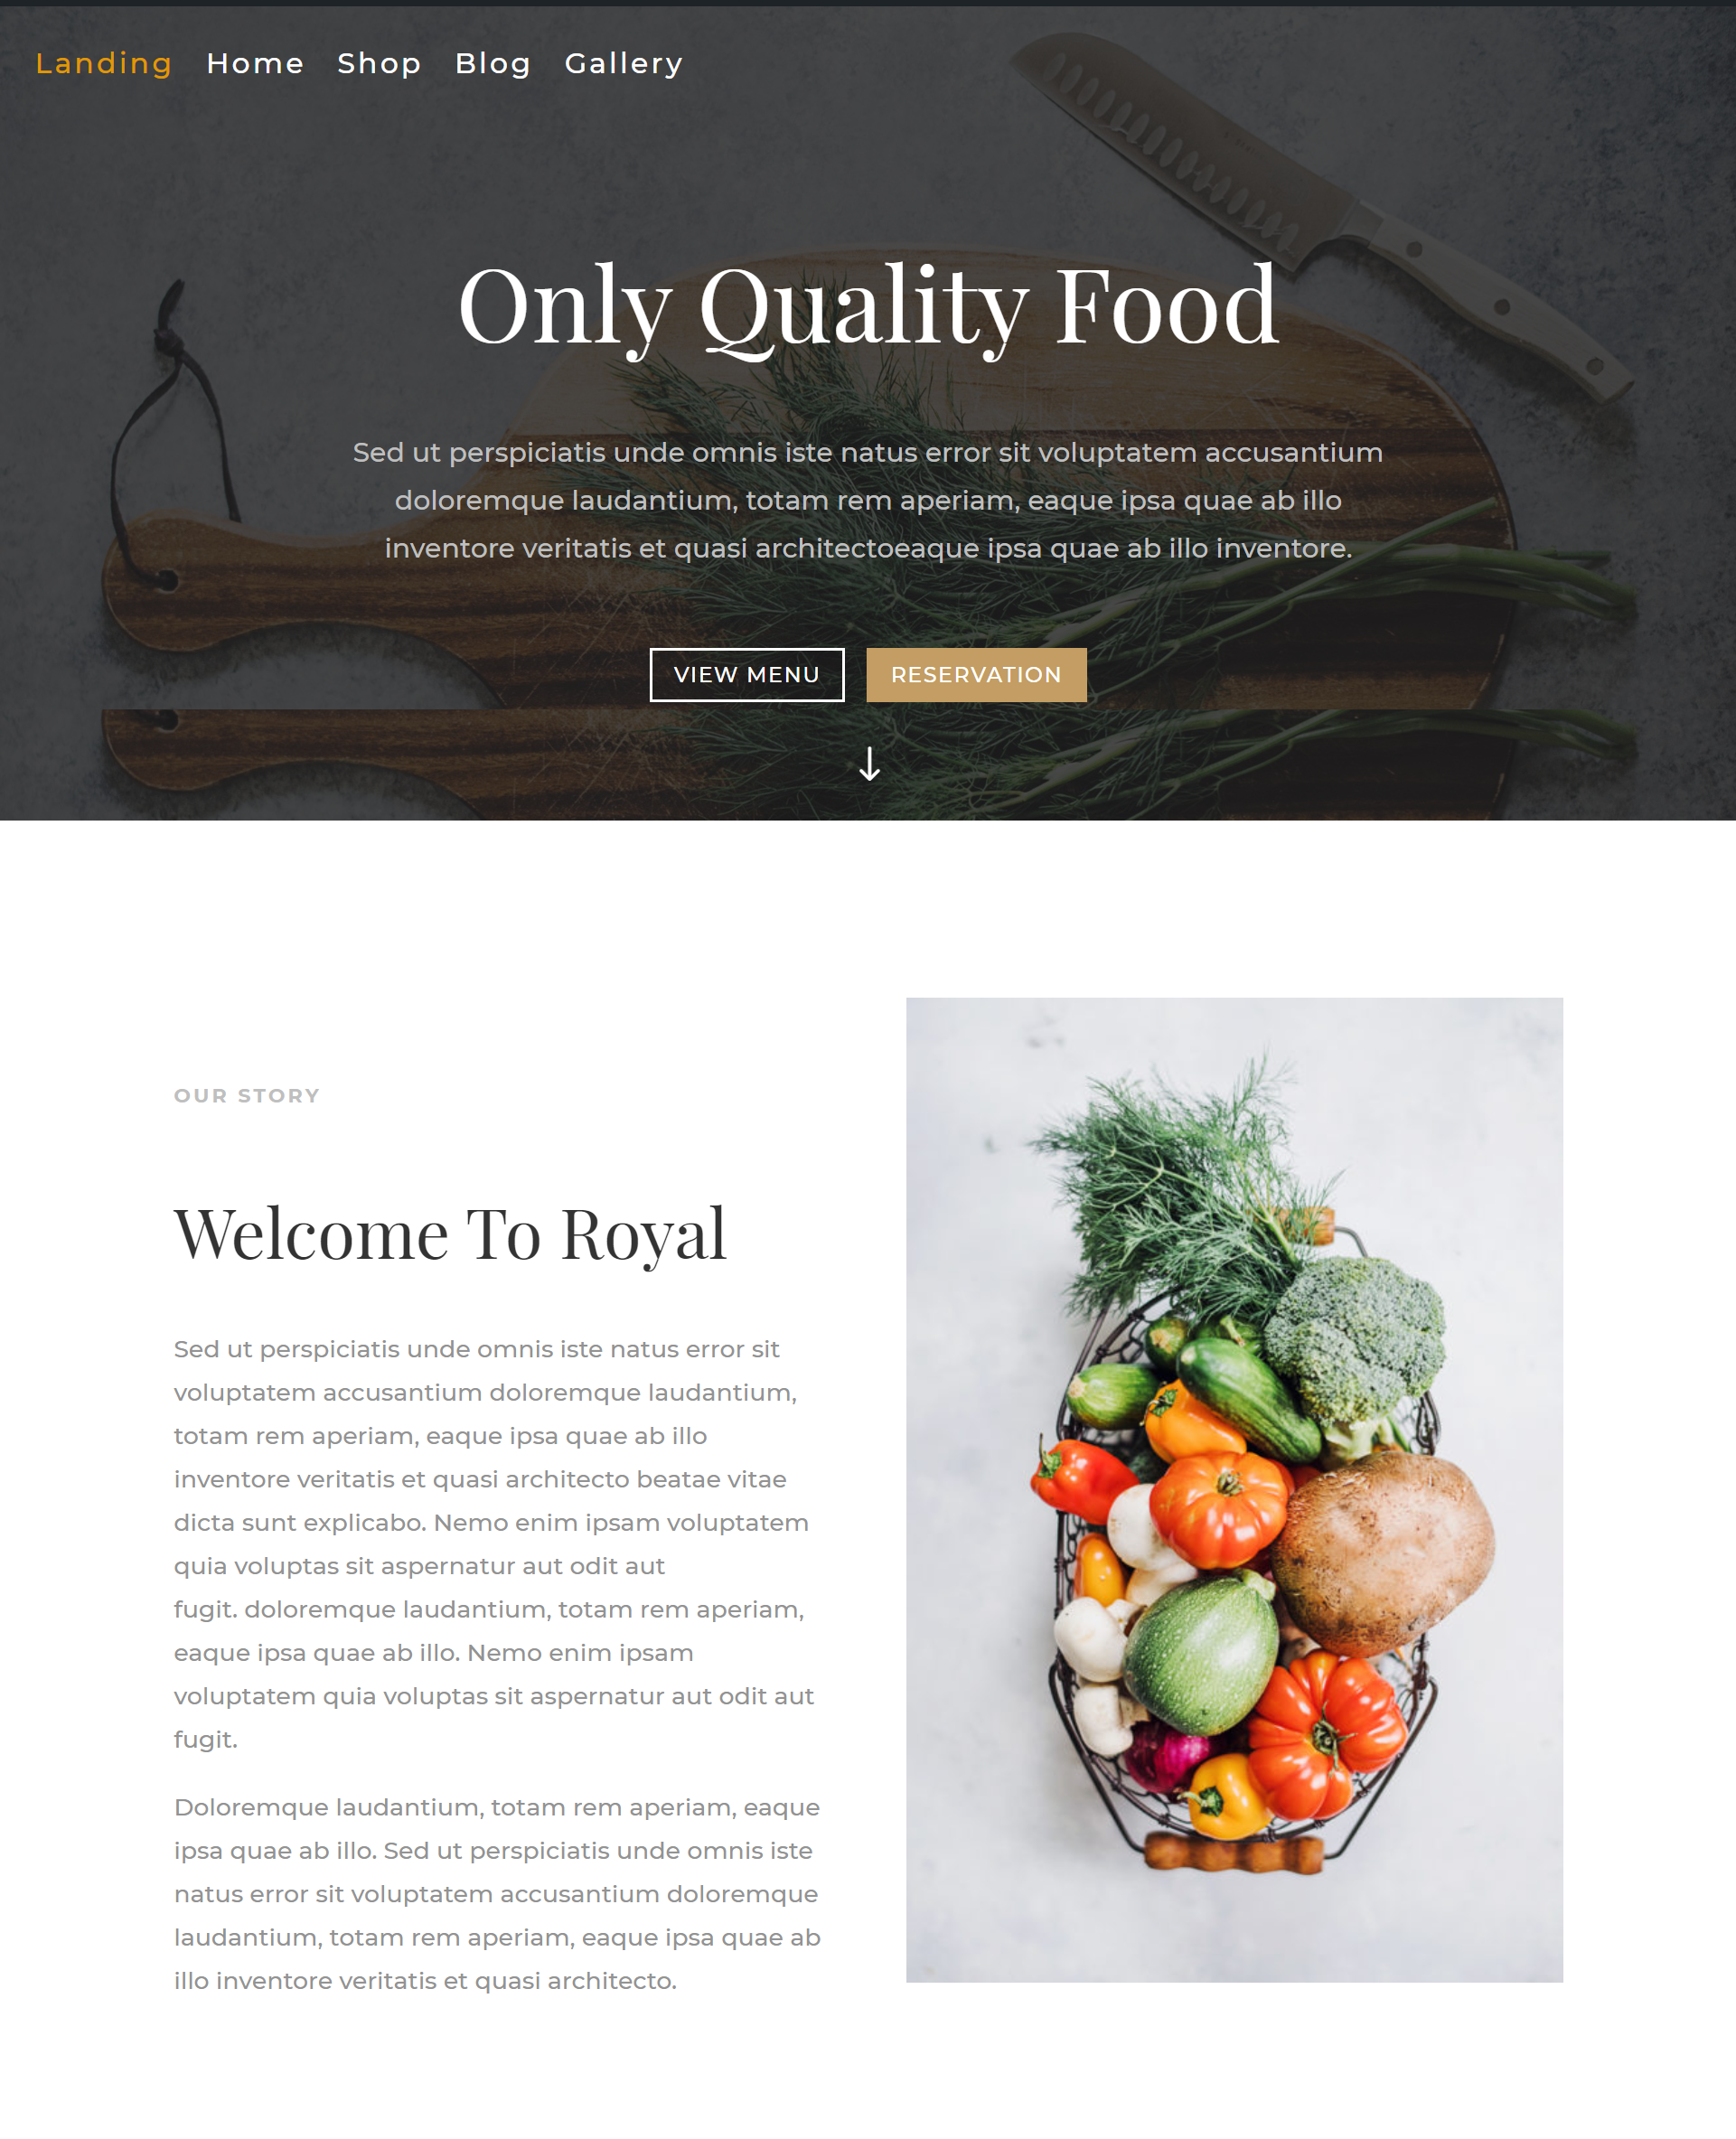 Landing Home Shop Blog Gallery
Only Quality Food
Sed ut perspiciatis unde omnis iste natus error sit voluptatem accusantium
doloremque laudantium, totam rem aperiam, eaque ipsa quae ab illo
inventore veritatis et quasi architectoeaque ipsa quae ab illo inventore.
VIEW MENU RESERVATION
OUR STORY
Welcome To Royal
Sed ut perspiciatis unde omnis iste natus error sit
voluptatem accusantium doloremque laudantium,
totam rem aperiam, eaque ipsa quae ab illo
inventore veritatis et quasi architecto beatae vitae
dicta sunt explicabo. Nemo enim ipsam voluptatem
quia voluptas sit aspernatur aut odit aut
fugit. doloremque laudantium, totam rem aperiam,
eaque ipsa quae ab illo. Nemo enim ipsam
voluptatem quia voluptas sit aspernatur aut odit aut
fugit.
Doloremque laudantium, totam rem aperiam, eaque
ipsa quae ab illo. Sed ut perspiciatis unde omnis iste
natus error sit voluptatem accusantium doloremque
laudantium, totam rem aperiam, eaque ipsa quae ab
illo inventore veritatis et quasi architecto.